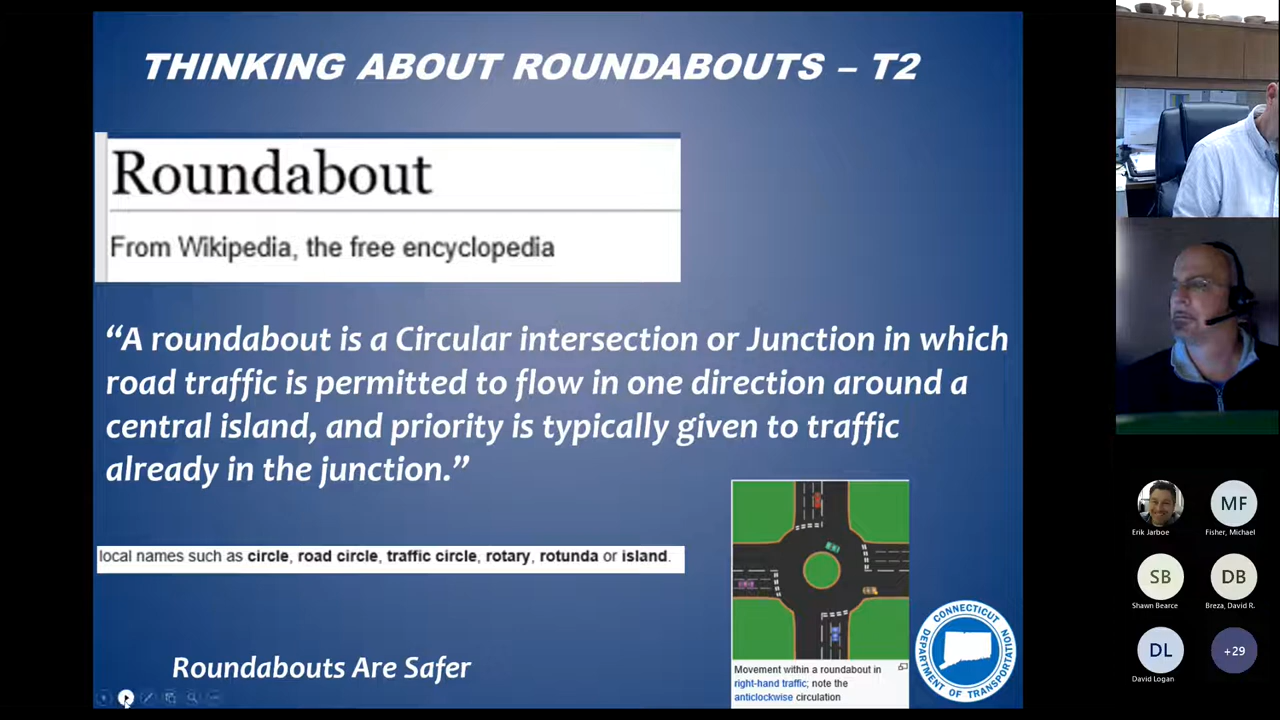 THINKING ABOUT ROUNDABOUTS – T2
Roundabout
From Wikipedia, the free encyclopedia
“A roundabout is a Circular intersection or Junction in which
road traffic is permitted to flow in one direction around a
central island, and priority is typically given to traffic
already in the junction.”
local names such as circle, road circle, traffic circle, rotary, rotunda or island.
Movement within a roundabout in
right-hand traffic; note the
anticlockwise circulation
CONNECTICUT
DEPARTMENT OF TRANSPORTATION
Roundabouts Are Safer
Erik Jarboe
MF
Fisher, Michael
SB
Shawn Bearce
DB
Breza, David R.
DL
David Logan
+29